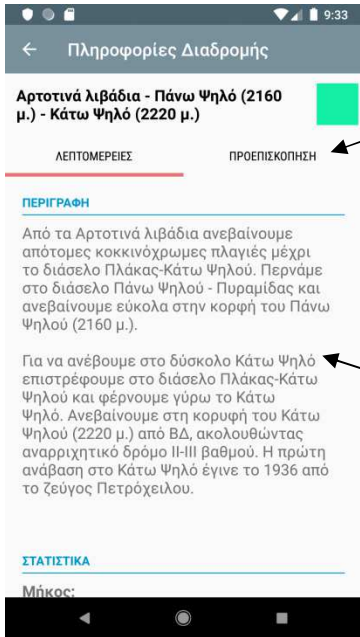 9:33
Πληροφορίες Διαδρομής
Αρτοτινά λιβάδια - Πάνω Ψηλό (2160
μ.) - Κάτω Ψηλό (2220 μ.)
ΛΕΠΤΟΜΕΡΕΙΕΣ ΠΡΟΕΠΙΣΚΟΠΗΣΗ
ΠΕΡΙΓΡΑΦΗ
Από τα Αρτοτινά λιβάδια ανεβαίνουμε
απότομες κοκκινόχρωμες πλαγιές μέχρι
το διάσελο Πλάκας-Κάτω Ψηλού. Περνάμε
στο διάσελο Πάνω Ψηλού - Πυραμίδας και
ανεβαίνουμε εύκολα στην κορφή του Πάνω
Ψηλού (2160 μ.).
Για να ανέβουμε στο δύσκολο Κάτω Ψηλό
επιστρέφουμε στο διάσελο Πλάκας-Κάτω
Ψηλού και φέρνουμε γύρω το Κάτω
Ψηλό. Ανεβαίνουμε στη κορυφή του Κάτω
Ψηλού (2220 μ.) από ΒΔ, ακολουθώντας
αναρριχητικό δρόμο II-III βαθμού. Η πρώτη
ανάβαση στο Κάτω Ψηλό έγινε το 1936 από
το ζεύγος Πετρόχειλου.
ΣΤΑΤΙΣΤΙΚΑ
Μήκος: